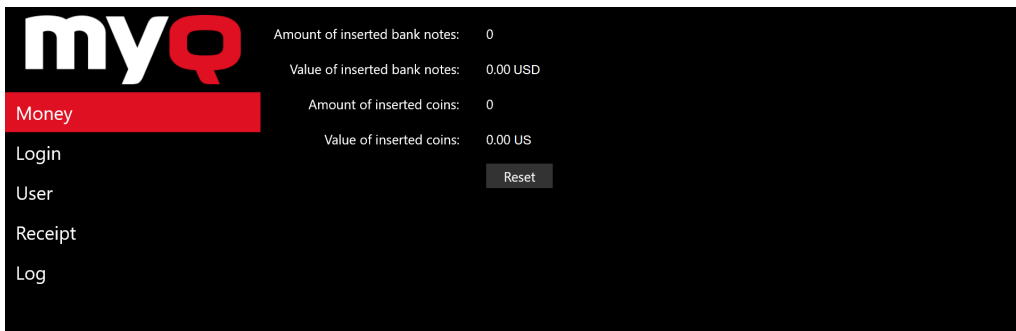 myQ
Money
Login
User
Receipt
Log
Amount of inserted bank notes: 0
Value of inserted bank notes: 0.00 USD
Amount of inserted coins: 0
Value of inserted coins: 0.00 US
Reset